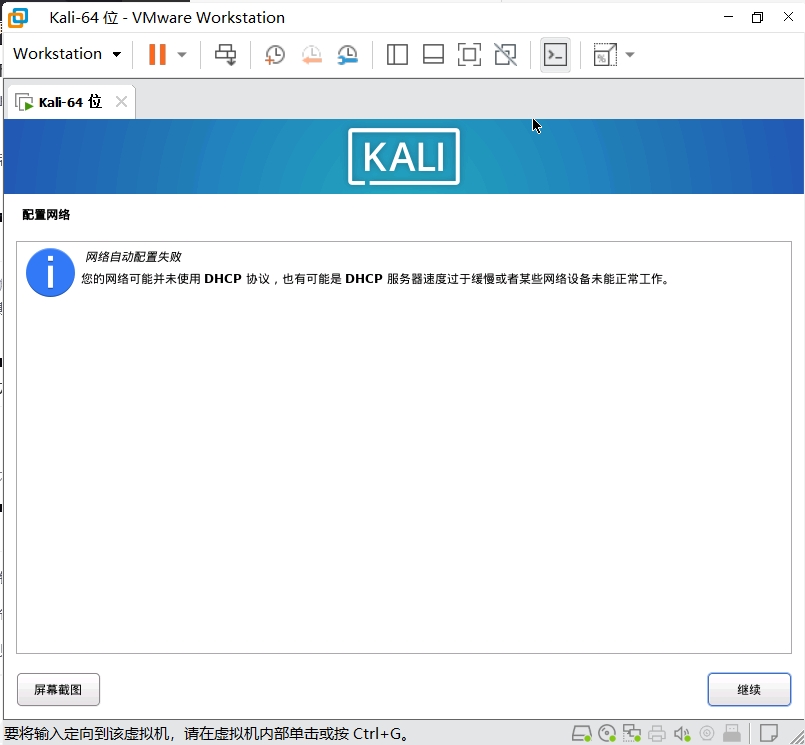 Kali-64 位 - VMware Workstation
Workstation
Kali-64 位
KALI
配置网络
网络自动配置失败
您的网络可能并未使用 DHCP 协议，也有可能是 DHCP 服务器速度过于缓慢或者某些网络设备未能正常工作。
屏幕截图
继续
要将输入定向到该虚拟机，请在虚拟机内部单击或按 Ctrl+G。